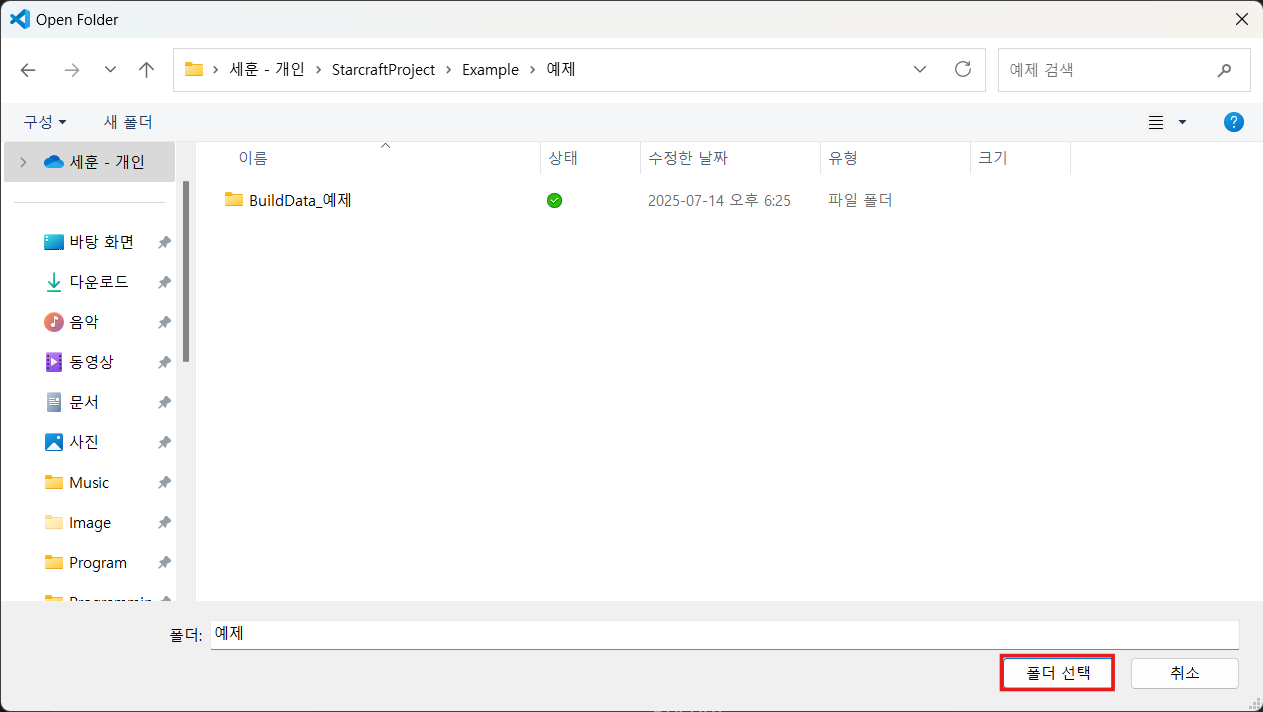 Open Folder
세훈 - 개인 > StarcraftProject > Example > 예제
예제 검색
구성 새 폴더
?
세훈 - 개인
이름 상태 수정한 날짜 유형 크기
BuildData_예제 2025-07-14 오후 6:25 파일 폴더
바탕 화면
다운로드
음악
동영상
문서
사진
Music
Image
Program
폴더: 예제
폴더 선택 취소